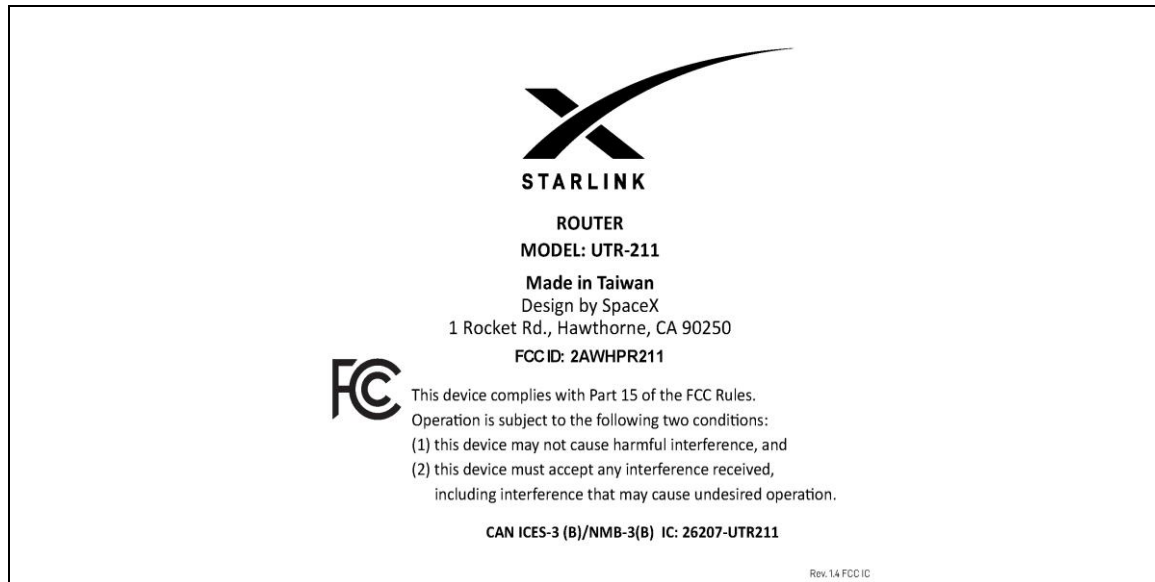 STARLINK
ROUTER
MODEL: UTR-211
Made in Taiwan
Design by SpaceX
1 Rocket Rd., Hawthorne, CA 90250
FCC ID: 2AWHPR211
FC
This device complies with Part 15 of the FCC Rules.
Operation is subject to the following two conditions:
(1) this device may not cause harmful interference, and
(2) this device must accept any interference received,
including interference that may cause undesired operation.
CAN ICES-3 (B)/NMB-3(B) IC: 26207-UTR211
Rev. 1.4 FCC IC